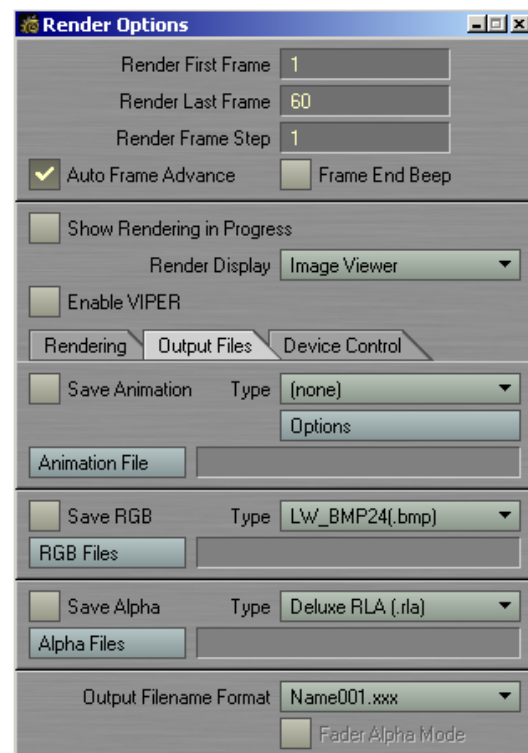 Render Options
Render First Frame 1
Render Last Frame 60
Render Frame Step 1
Auto Frame Advance Frame End Beep
Show Rendering in Progress
Render Display Image Viewer
Enable VIPER
Rendering Output Files Device Control
Save Animation Type (none)
Options
Animation File
Save RGB Type LW_BMP24(.bmp)
RGB Files
Save Alpha Type Deluxe RLA (.rla)
Alpha Files
Output Filename Format Name001.xxx
Fader Alpha Mode